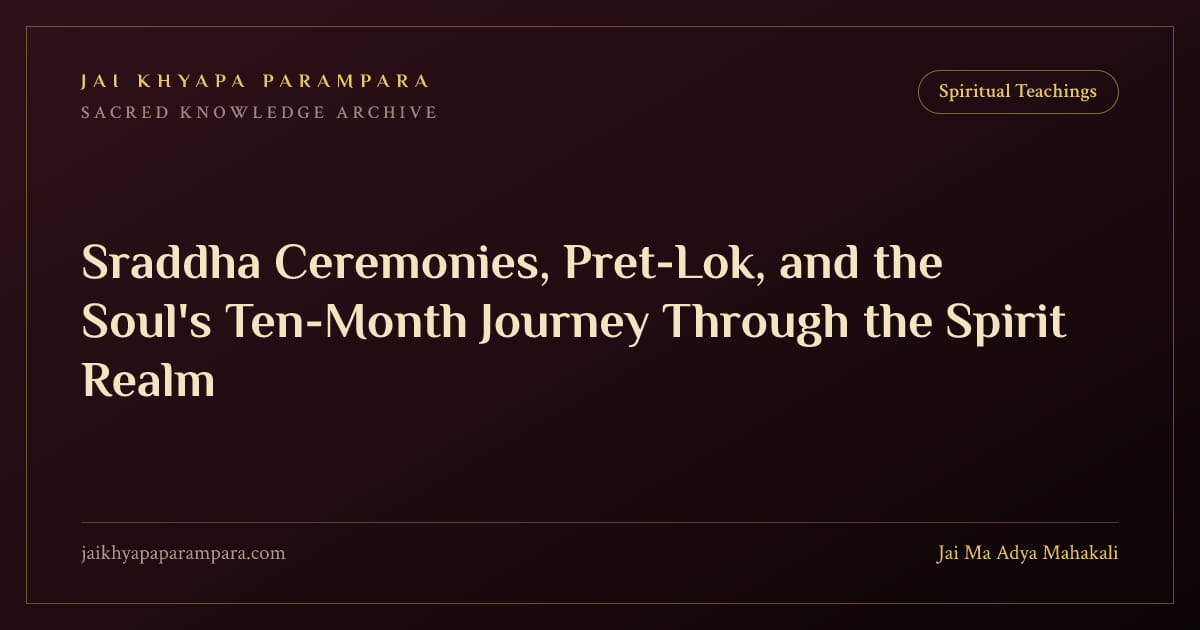 JAI KHYAPA PARAMPARA
SACRED KNOWLEDGE ARCHIVE
Spiritual Teachings
Sraddha Ceremonies, Pret-Lok, and the
Soul's Ten-Month Journey Through the Spirit
Realm
jaikhyapaparampara.com
Jai Ma Adya Mahakali